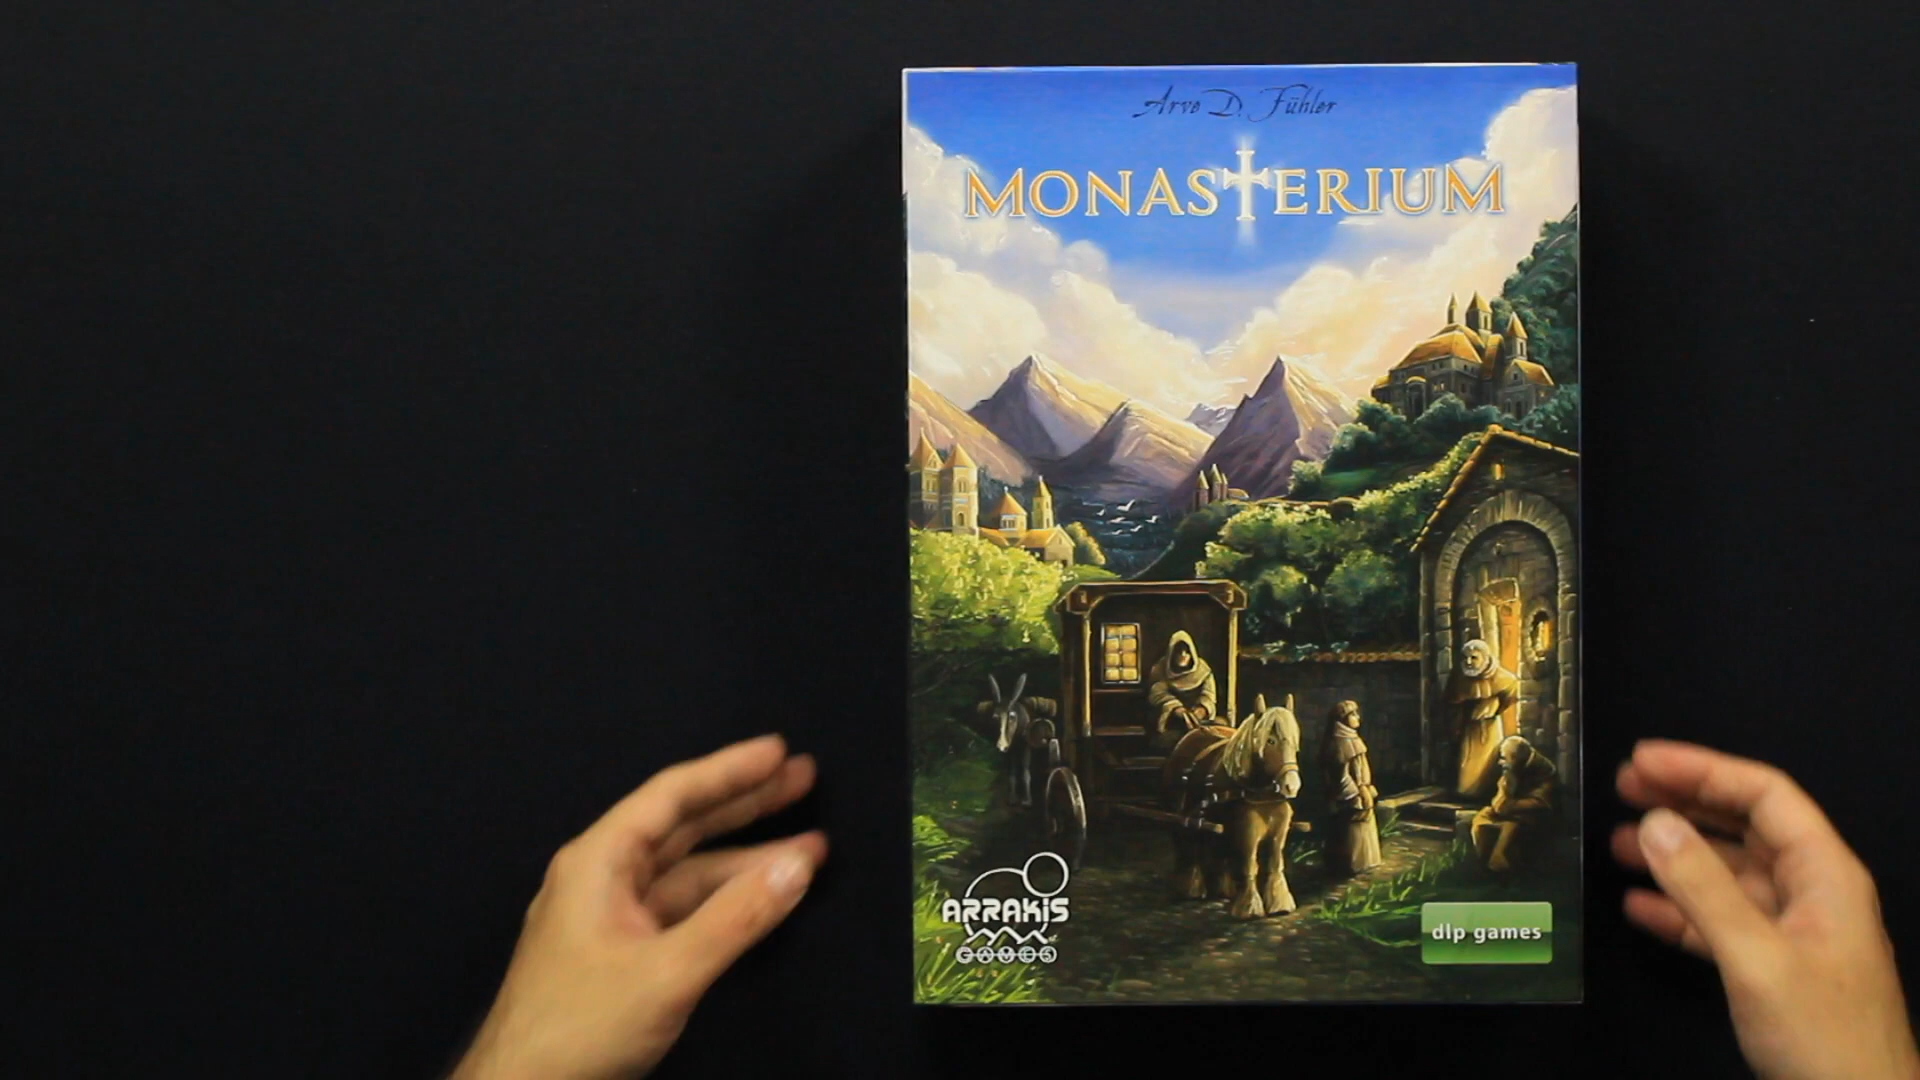 Arve D. Fühler
MONASTERIUM
ARRAKIS
GAMES
dlp games